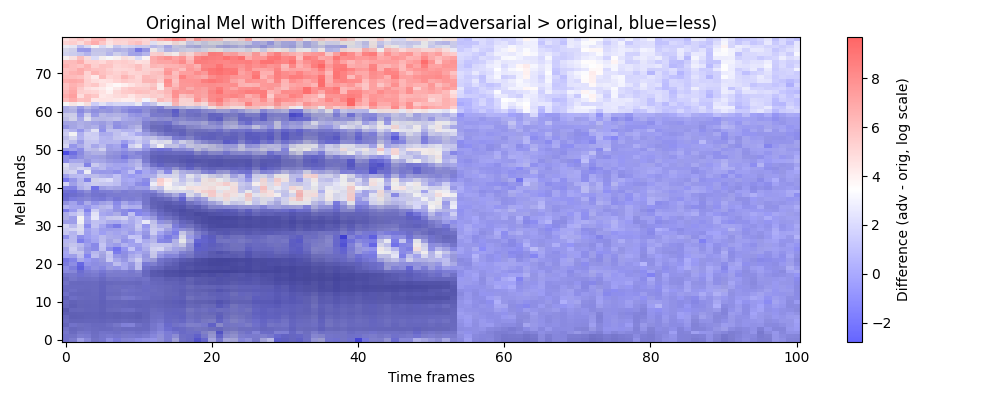 Original Mel with Differences (red=adversarial > original, blue=less)
Mel bands
70
60
50
40
30
20
10
0
0 20 40 60 80 100
Time frames
8
6
4
2
0
−2
Difference (adv - orig, log scale)